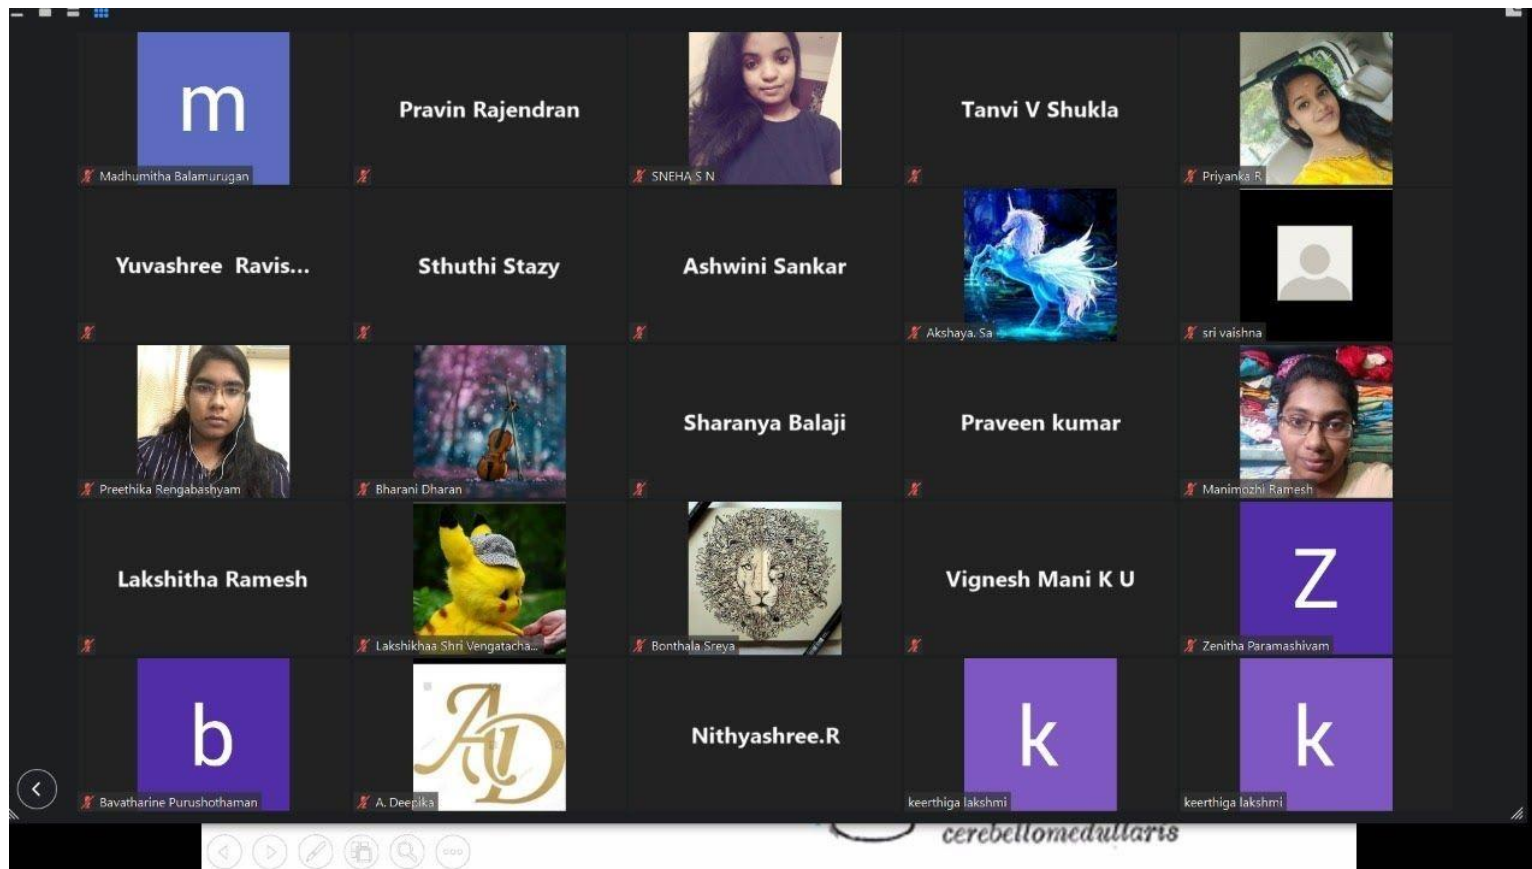 m
Madhumitha Balamurugan
Pravin Rajendran
SNEHA S N
Tanvi V Shukla
Priyanka R
Yuvashree Ravis...
Sthuthi Stazy
Ashwini Sankar
Akshaya. Sa
sri vaishna
Preethika Rengabashyam
Bharani Dharan
Sharanya Balaji
Praveen kumar
Manimozhi Ramesh
Lakshitha Ramesh
Lakshikhaa Shri Vengatacha...
Bonthala Sreya
Vignesh Mani K U
Z
Zenitha Paramashivam
b
Bavatharine Purushothaman
AD
A. Deepika
Nithyashree.R
k
keerthiga lakshmi
k
keerthiga lakshmi
cerebellomedullaris